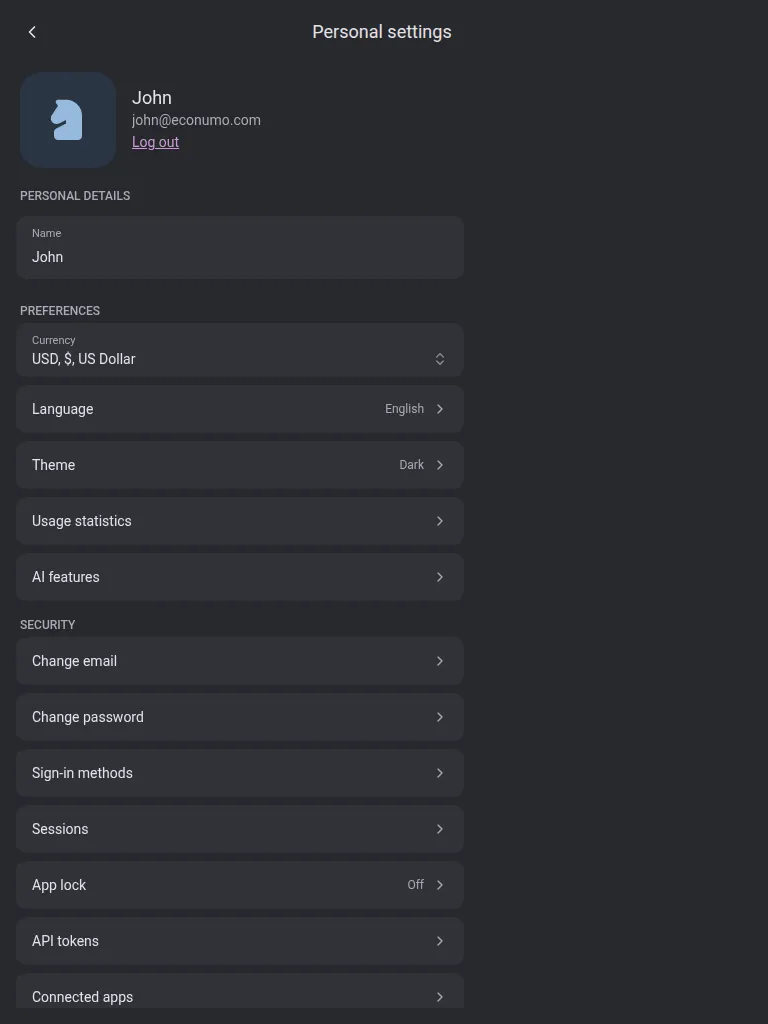 Personal settings
John
john@econumo.com
Log out
PERSONAL DETAILS
Name
John
PREFERENCES
Currency
USD, $, US Dollar
Language English
Theme Dark
Usage statistics
AI features
SECURITY
Change email
Change password
Sign-in methods
Sessions
App lock Off
API tokens
Connected apps